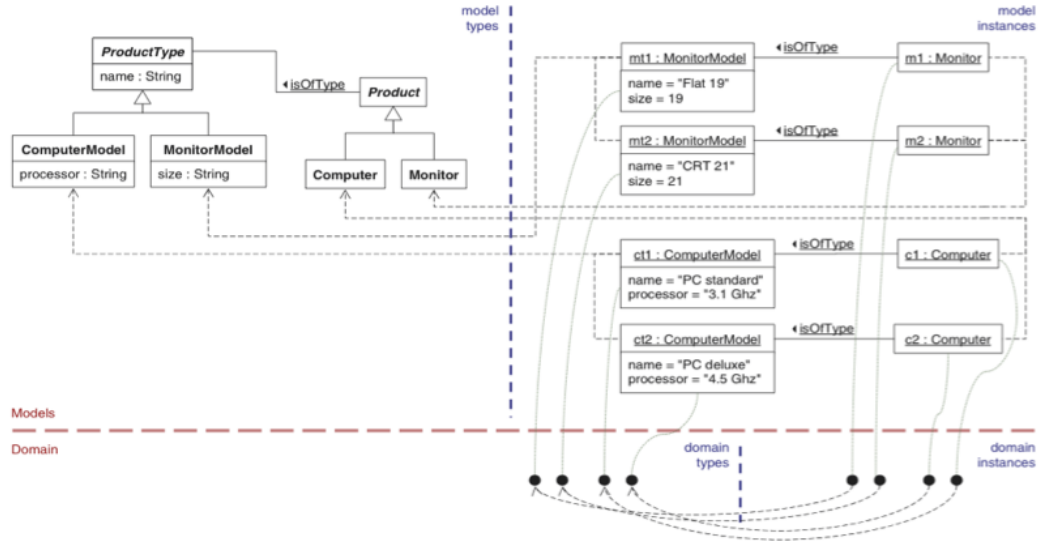 model
types
model
instances
ProductType
name : String
◂ isOfType
Product
ComputerModel
processor : String
MonitorModel
size : String
Computer
Monitor
mt1 : MonitorModel
name = "Flat 19"
size = 19
◂ isOfType
m1 : Monitor
mt2 : MonitorModel
name = "CRT 21"
size = 21
◂ isOfType
m2 : Monitor
ct1 : ComputerModel
name = "PC standard"
processor = "3.1 Ghz"
◂ isOfType
c1 : Computer
ct2 : ComputerModel
name = "PC deluxe"
processor = "4.5 Ghz"
◂ isOfType
c2 : Computer
Models
Domain
domain
types
domain
instances